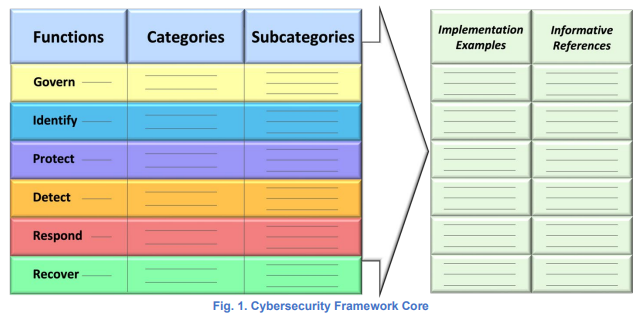 Functions Categories Subcategories
Implementation Examples
Informative References
Govern
Identify
Protect
Detect
Respond
Recover
Fig. 1. Cybersecurity Framework Core